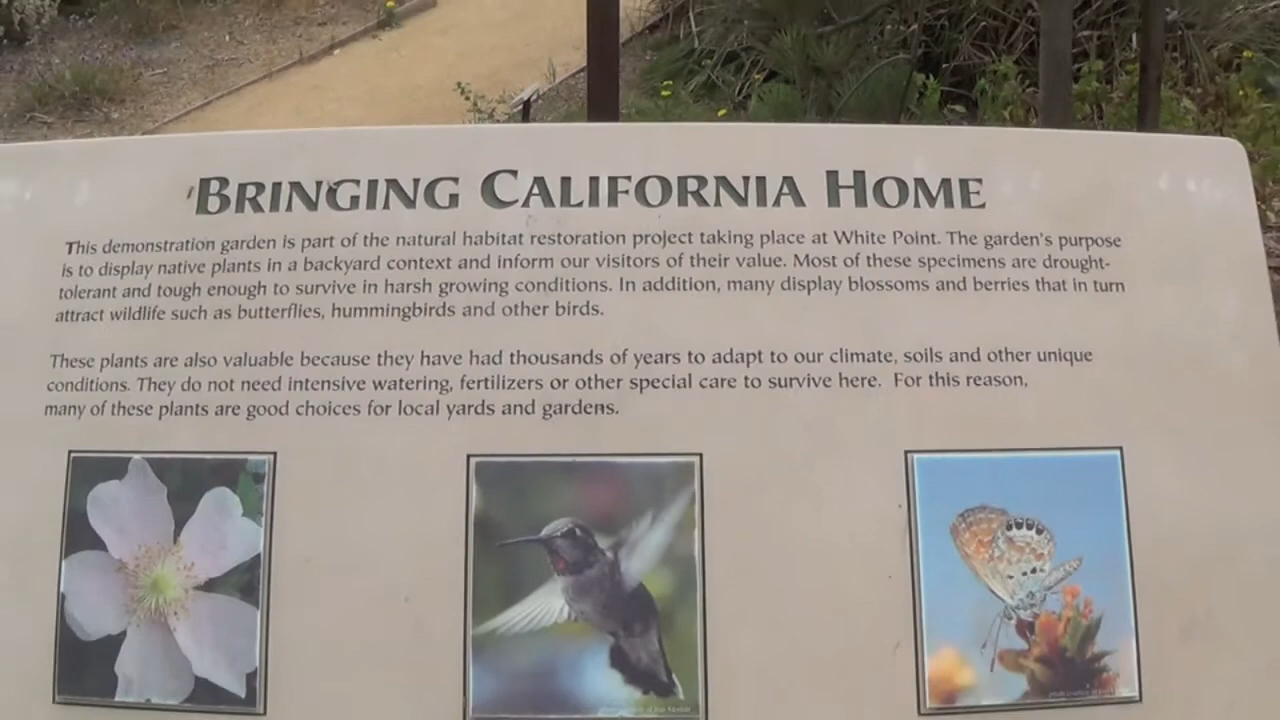 BRINGING CALIFORNIA HOME
This demonstration garden is part of the natural habitat restoration project taking place at White Point. The garden's purpose
is to display native plants in a backyard context and inform our visitors of their value. Most of these specimens are drought-
tolerant and tough enough to survive in harsh growing conditions. In addition, many display blossoms and berries that in turn
attract wildlife such as butterflies, hummingbirds and other birds.
These plants are also valuable because they have had thousands of years to adapt to our climate, soils and other unique
conditions. They do not need intensive watering, fertilizers or other special care to survive here. For this reason,
many of these plants are good choices for local yards and gardens.